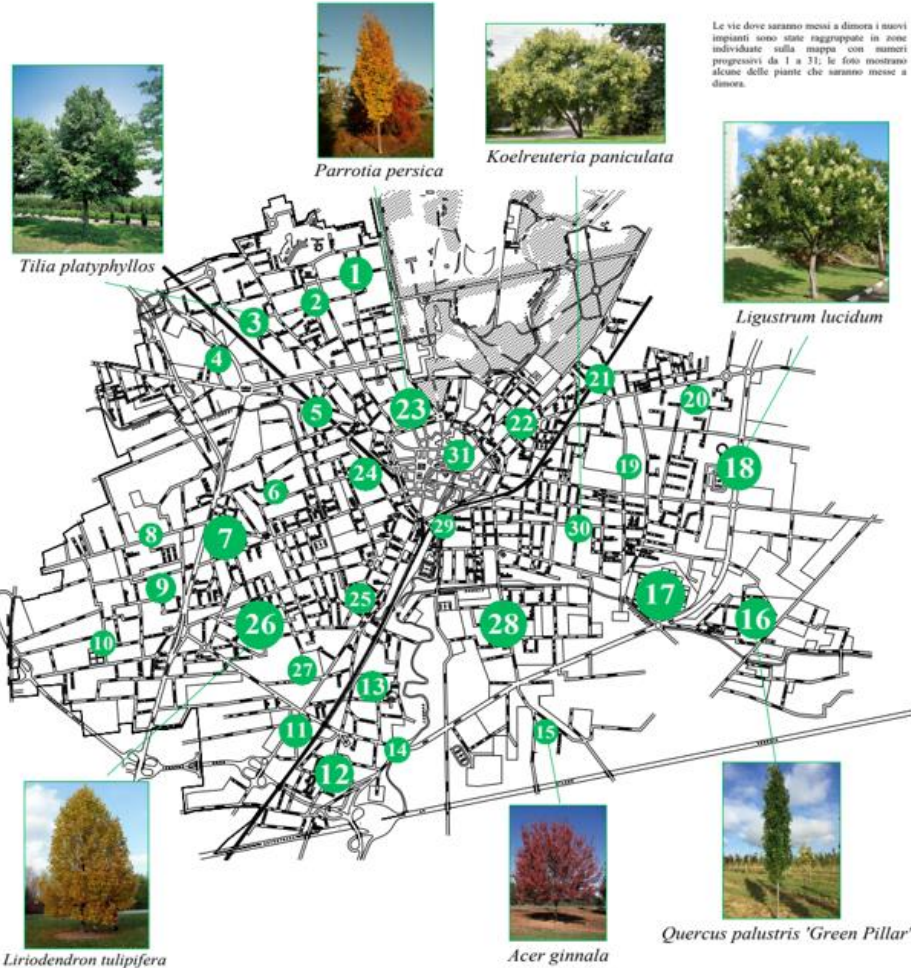 Le vie dove saranno messi a dimora i nuovi
impianti sono state raggruppate in zone
individuate sulla mappa con numeri
progressivi da 1 a 31; le foto mostrano
alcune delle piante che saranno messe a
dimora.
Parrotia persica
Koelreuteria paniculata
Tilia platyphyllos
Ligustrum lucidum
1
2
3
4
5
23
21
20
22
31
24
19
18
6
7
8
29
30
9
25
26
28
17
16
10
27
13
11
14
15
12
Liriodendron tulipifera
Acer ginnala
Quercus palustris 'Green Pillar'